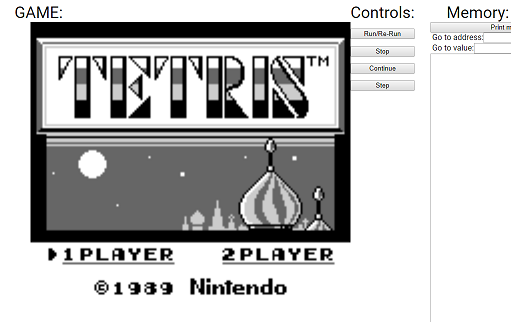 GAME:
Controls:
Memory:
Run/Re-Run
Stop
Continue
Step
Print m
Go to address:
Go to value:
TETRIS™
1PLAYER 2PLAYER
©1989 Nintendo